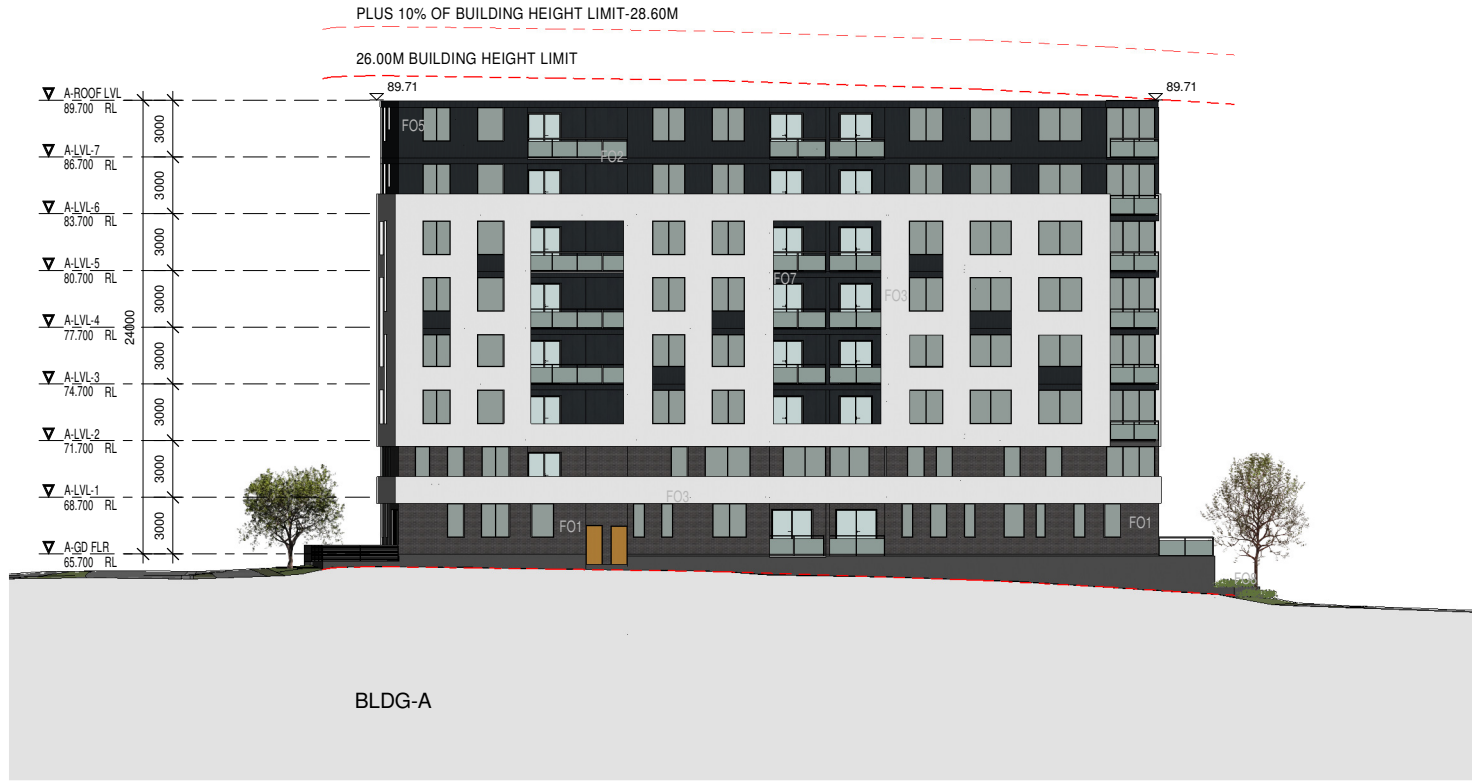 PLUS 10% OF BUILDING HEIGHT LIMIT-28.60M
26.00M BUILDING HEIGHT LIMIT
A-ROOF LVL
89.700 RL
89.71
89.71
3000
FO5
FO2
A-LVL-7
86.700 RL
3000
A-LVL-6
83.700 RL
3000
A-LVL-5
80.700 RL
FO7
FO3
3000
A-LVL-4
77.700 RL
24000
3000
A-LVL-3
74.700 RL
3000
A-LVL-2
71.700 RL
3000
A-LVL-1
68.700 RL
FO3
3000
FO1
FO1
A-GD FLR
65.700 RL
BLDG-A